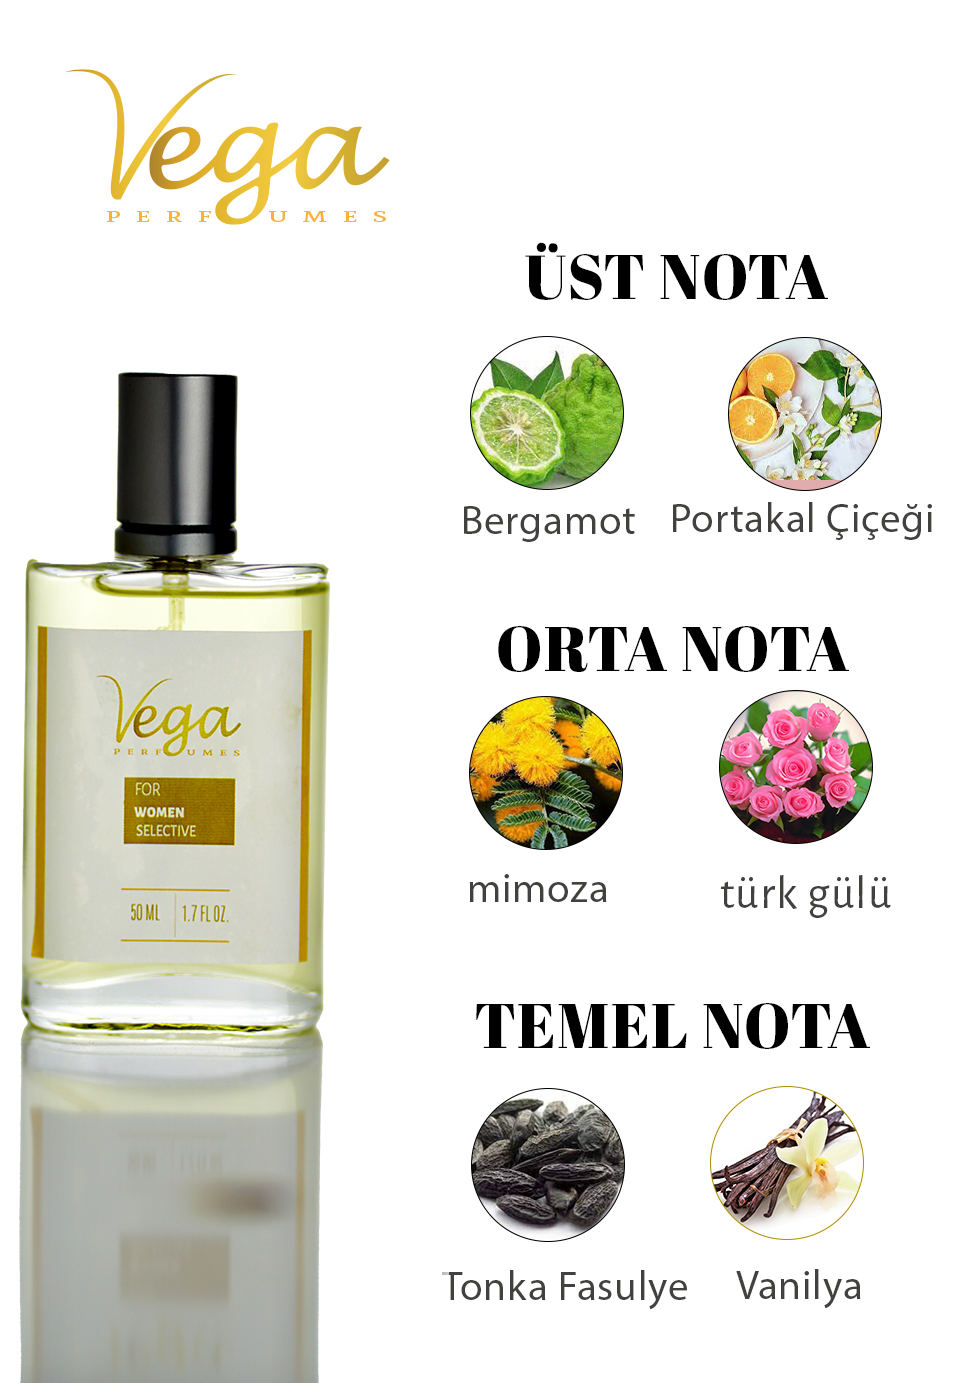 Vega
PERFUMES
ÜST NOTA
Bergamot
Portakal Çiçeği
ORTA NOTA
mimoza
türk gülü
TEMEL NOTA
Tonka Fasulye
Vanilya
Vega
PERFUMES
FOR
WOMEN
SELECTIVE
50 ML
1.7 FL OZ.